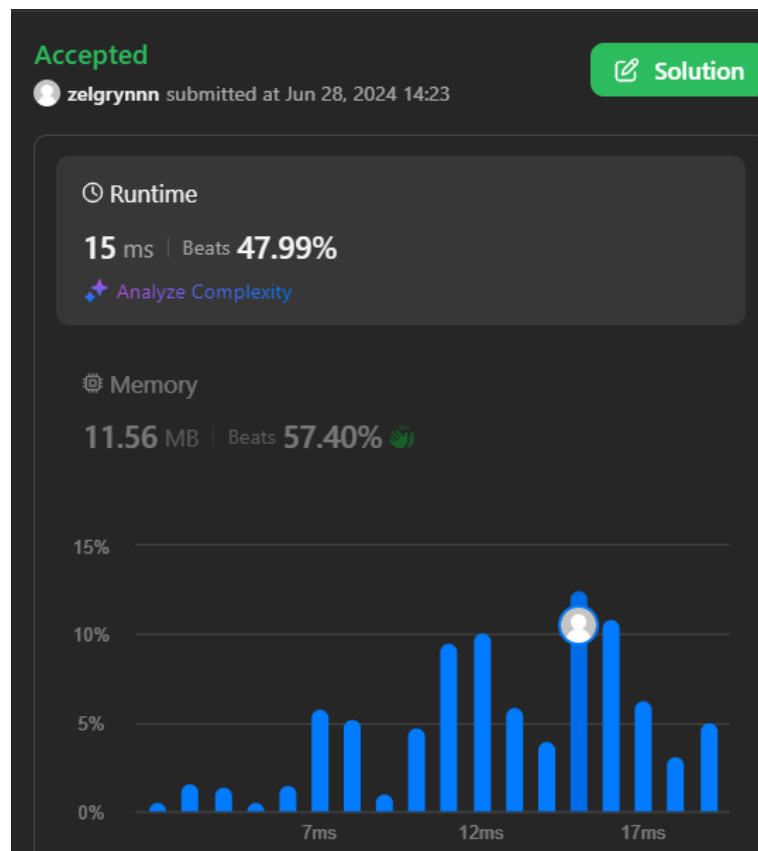 Accepted
Solution
zelgrynnn submitted at Jun 28, 2024 14:23
Runtime
15 ms | Beats 47.99%
Analyze Complexity
Memory
11.56 MB | Beats 57.40%
15%
10%
5%
0%
7ms 12ms 17ms